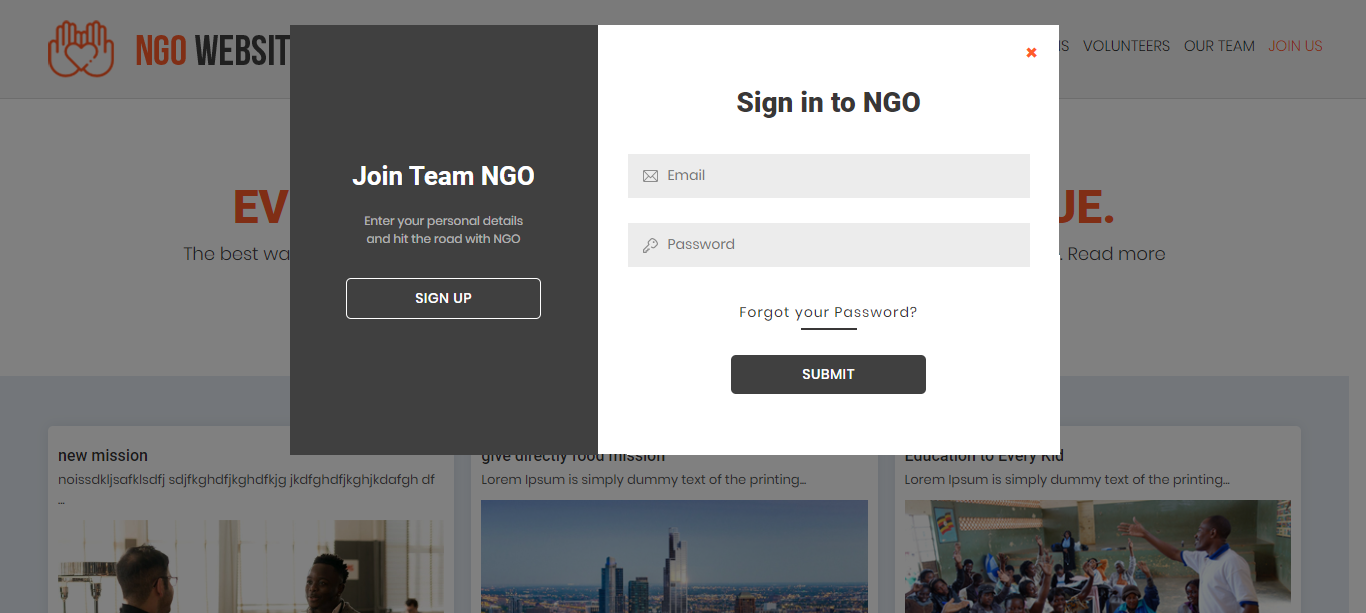 NGO WEBSIT
VOLUNTEERS
OUR TEAM
JOIN US
Sign in to NGO
Email
Password
Forgot your Password?
SUBMIT
Join Team NGO
Enter your personal details
and hit the road with NGO
SIGN UP
EV
UE.
The best wa
. Read more
new mission
noissdkljsafklsdfj sdjfkghdfjkghdfkjg jkdfghdfjkghjkdafgh df
...
give directly food mission
Lorem Ipsum is simply dummy text of the printing...
Education to Every Kid
Lorem Ipsum is simply dummy text of the printing...